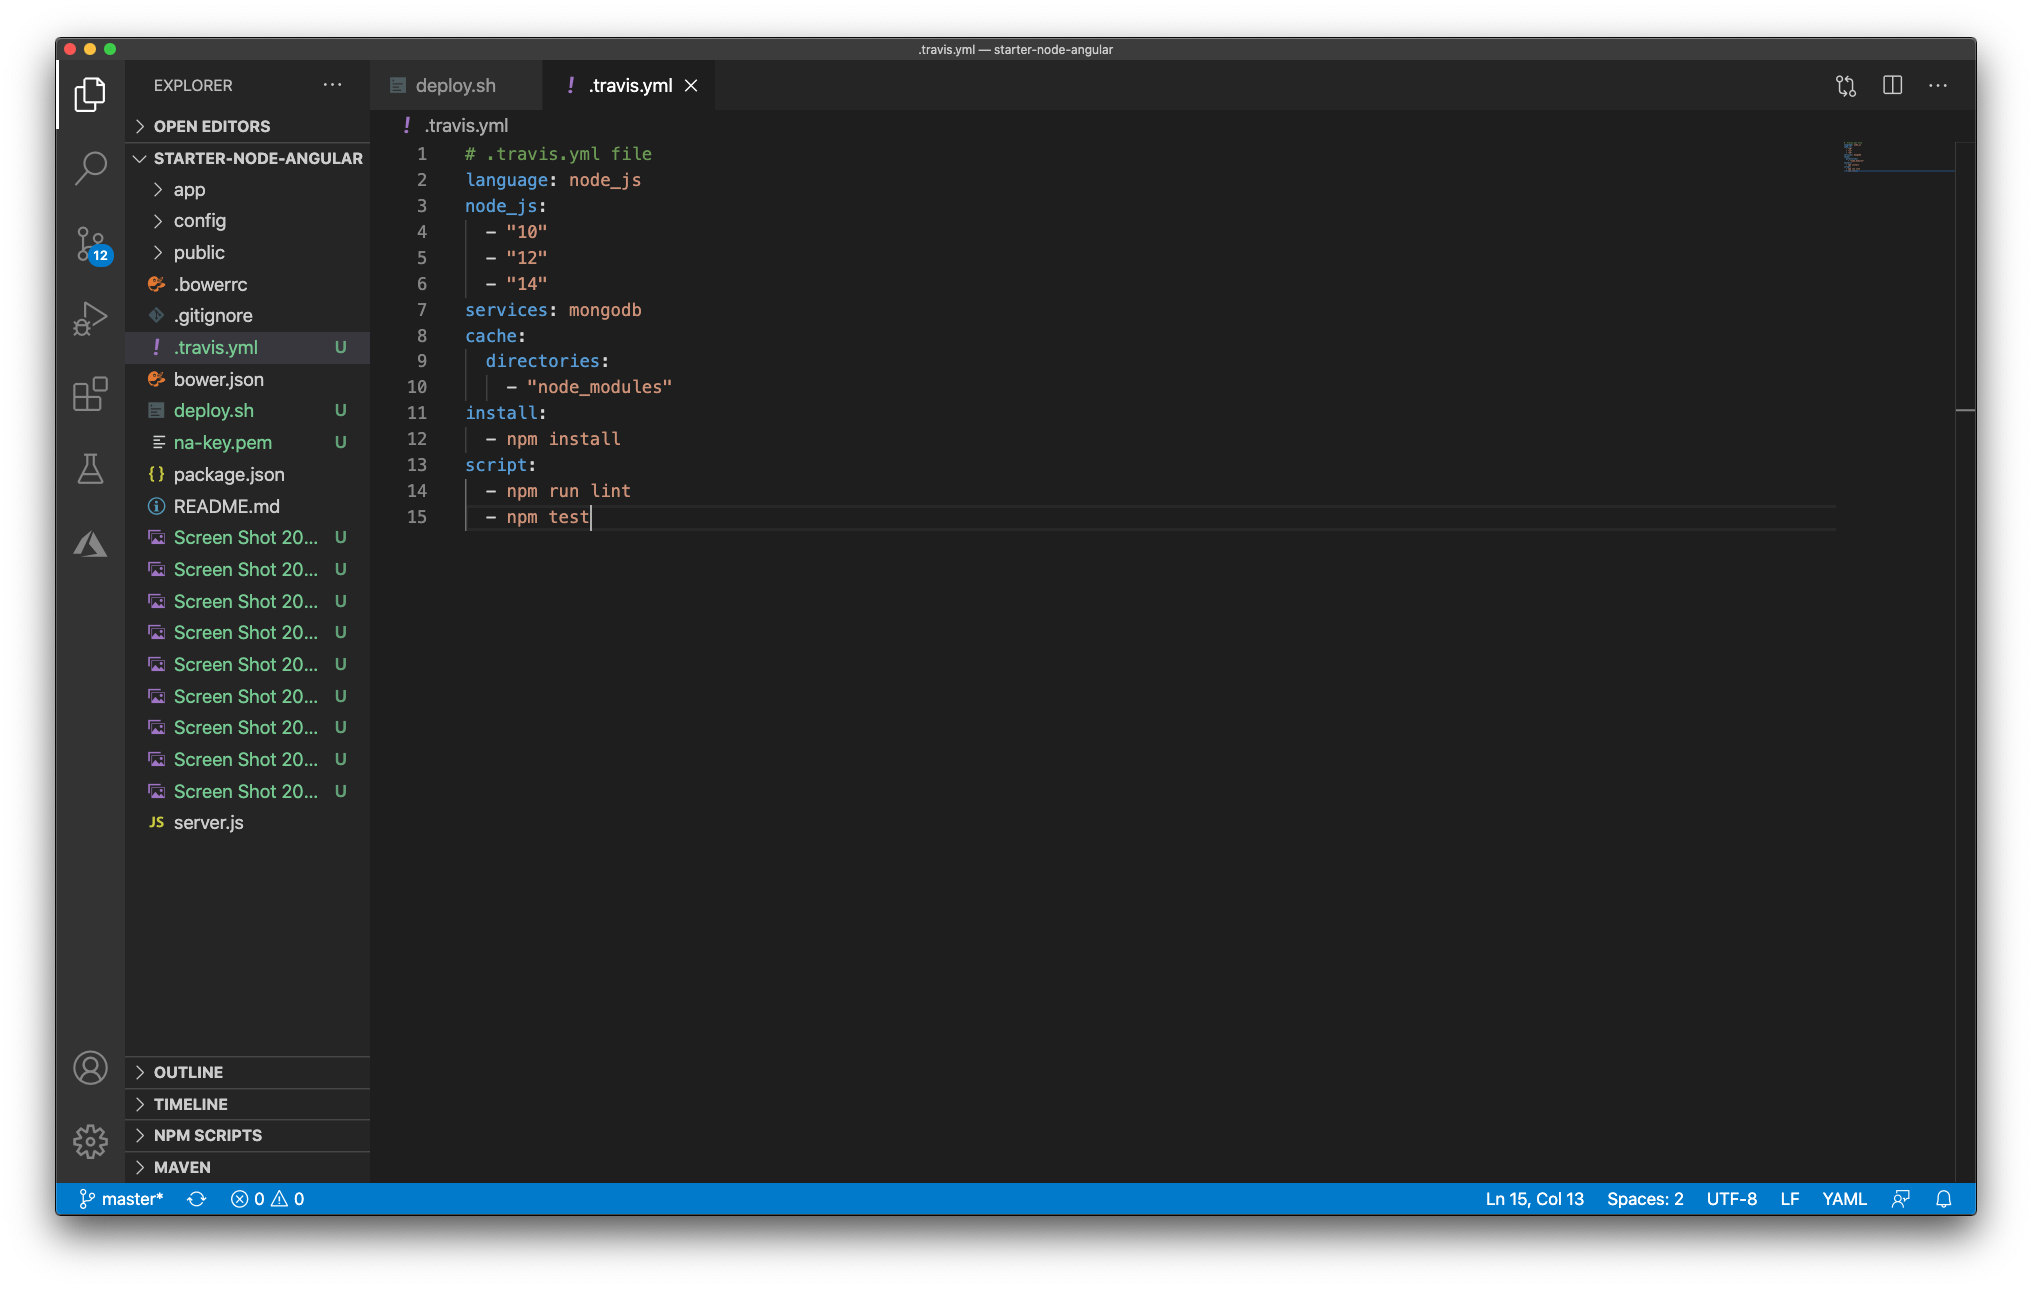 .travis.yml — starter-node-angular
EXPLORER
deploy.sh
! .travis.yml
OPEN EDITORS
STARTER-NODE-ANGULAR
app
config
public
.bowerrc
.gitignore
! .travis.yml U
bower.json
deploy.sh U
na-key.pem U
{} package.json
README.md
Screen Shot 20... U
Screen Shot 20... U
Screen Shot 20... U
Screen Shot 20... U
Screen Shot 20... U
Screen Shot 20... U
Screen Shot 20... U
Screen Shot 20... U
Screen Shot 20... U
JS server.js
OUTLINE
TIMELINE
NPM SCRIPTS
MAVEN
12
! .travis.yml
1 # .travis.yml file
2 language: node_js
3 node_js:
4 - "10"
5 - "12"
6 - "14"
7 services: mongodb
8 cache:
9 directories:
10 - "node_modules"
11 install:
12 - npm install
13 script:
14 - npm run lint
15 - npm test
master* 0 0 Ln 15, Col 13 Spaces: 2 UTF-8 LF YAML